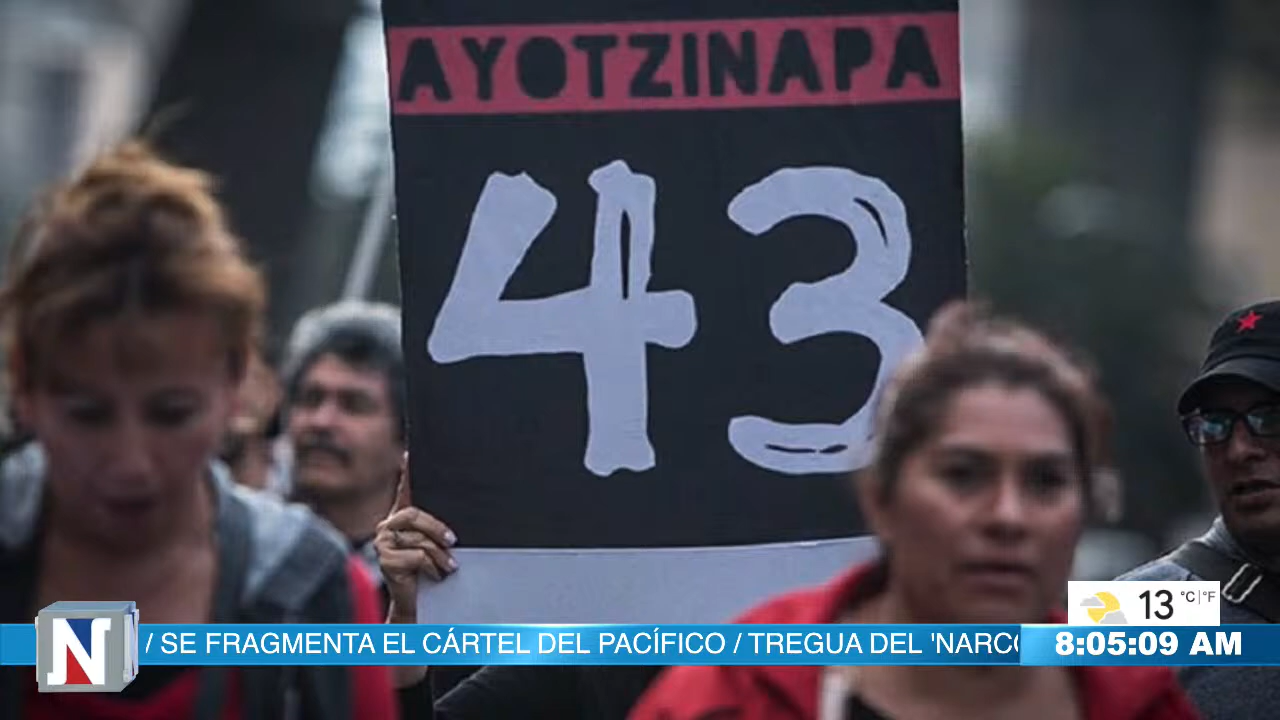 AYOTZINAPA
43
13 °C|°F
N / SE FRAGMENTA EL CÁRTEL DEL PACÍFICO / TREGUA DEL 'NARCO 8:05:09 AM